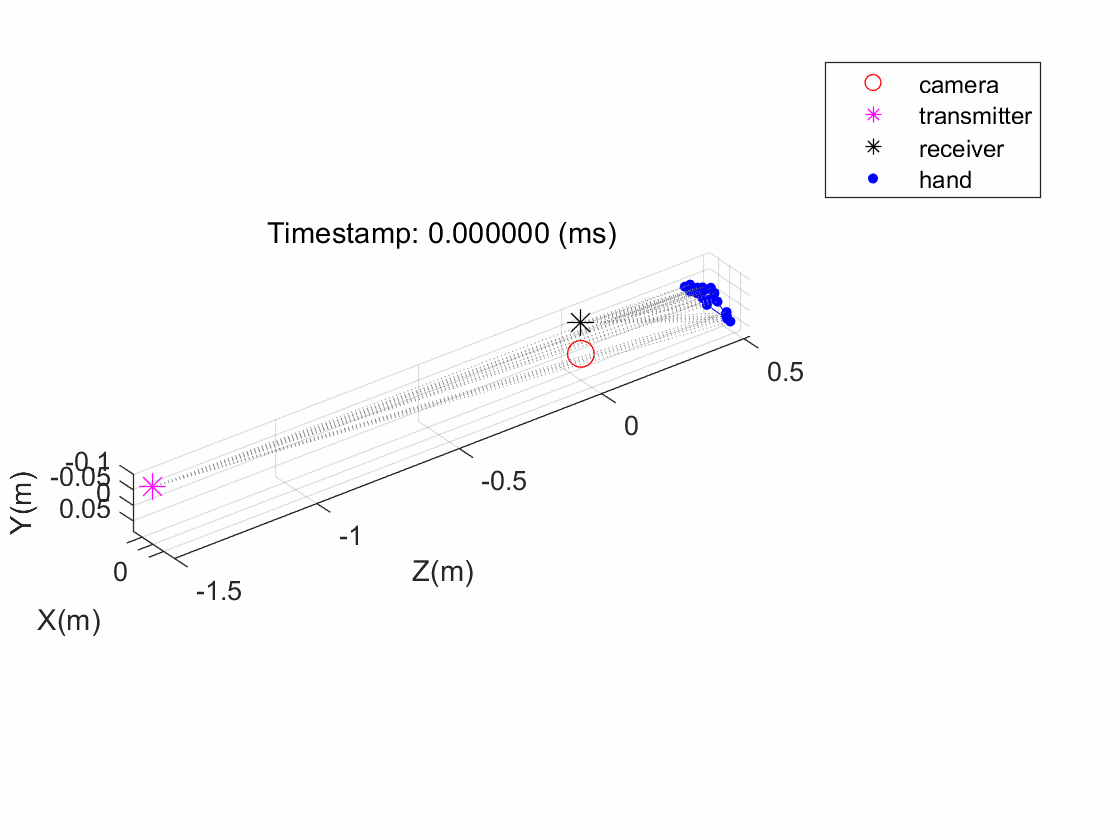 camera
transmitter
receiver
hand
Timestamp: 0.000000 (ms)
0.5
0
-0.5
-1
-1.5
Z(m)
-0.1
-0.05
0
0.05
Y(m)
0
X(m)